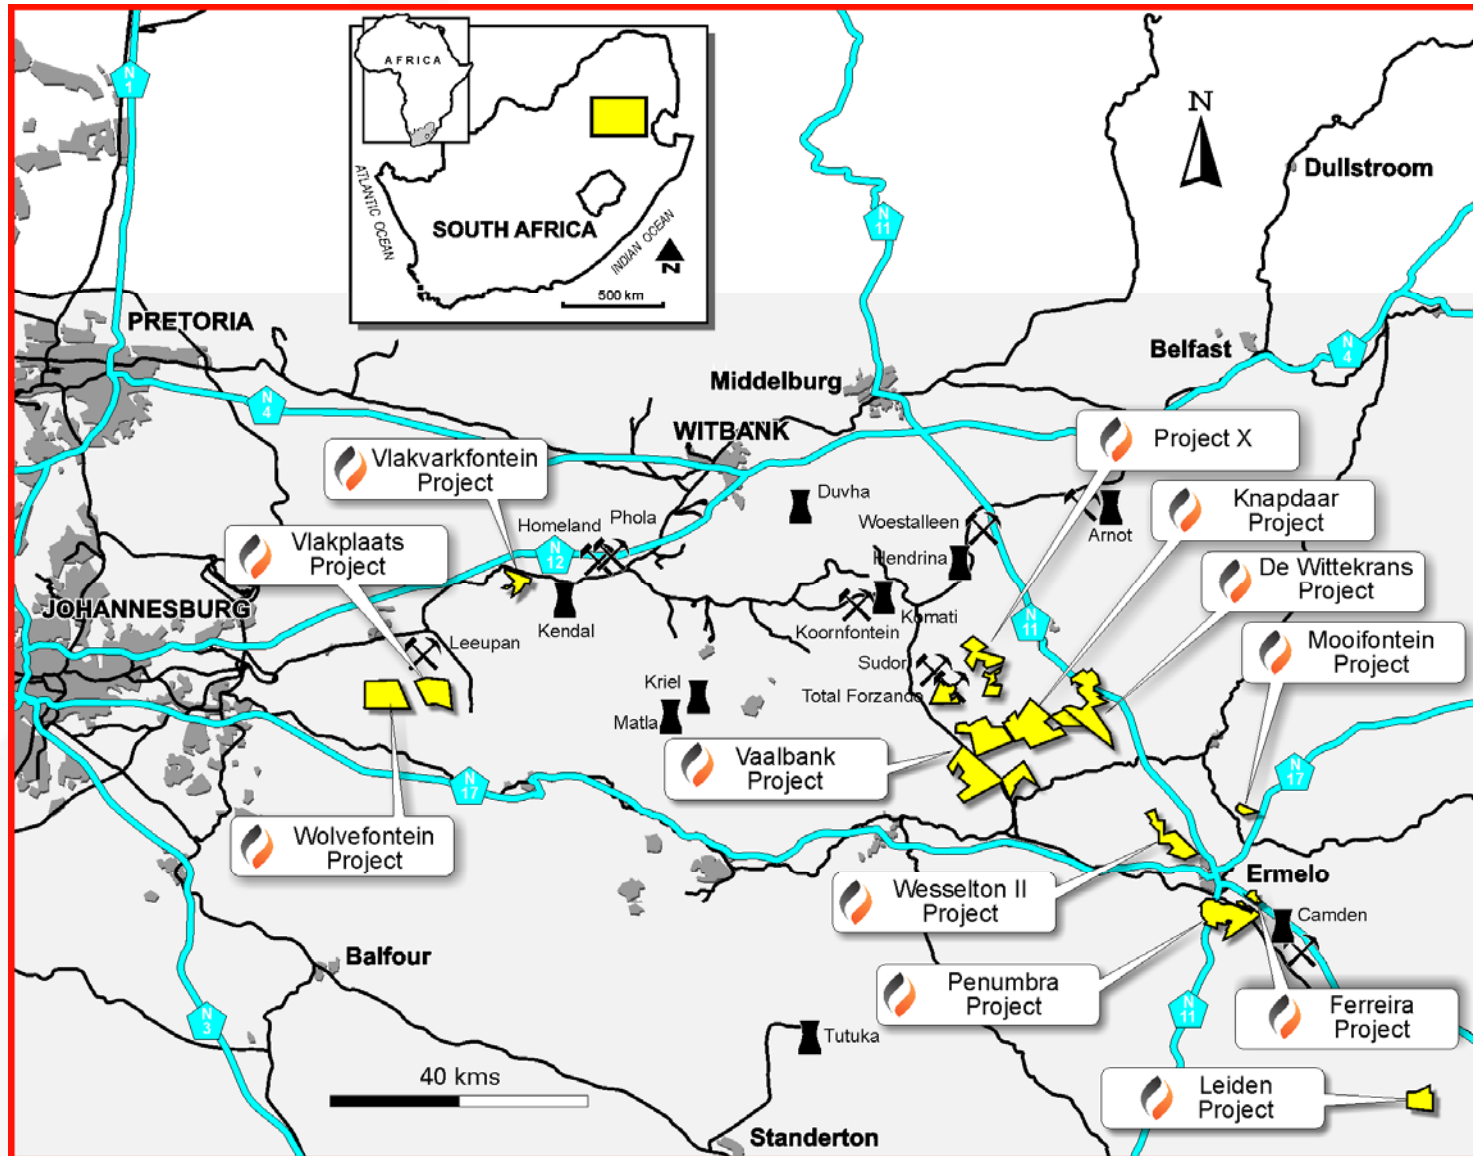 N
1
AFRICA
ATLANTIC OCEAN
SOUTH AFRICA
INDIAN OCEAN
N
500 km
N
11
N
Dullstroom
PRETORIA
Belfast
N
4
Middelburg
N
4
WITBANK
Project X
Vlakvarkfontein
Project
Duvha
Knapdaar
Project
Homeland
Phola
Woestalleen
Arnot
Vlakplaats
Project
N
12
Hendrina
De Wittekrans
Project
JOHANNESBURG
Kendal
Koornfontein
Komati
N
11
Leeupan
Sudor
Mooifontein
Project
Kriel
Total Forzando
Matla
Vaalbank
Project
N
17
N
17
Wolvefontein
Project
Ermelo
Wesselton II
Project
Camden
Balfour
Penumbra
Project
Ferreira
Project
N
3
N
11
Tutuka
40 kms
Leiden
Project
Standerton